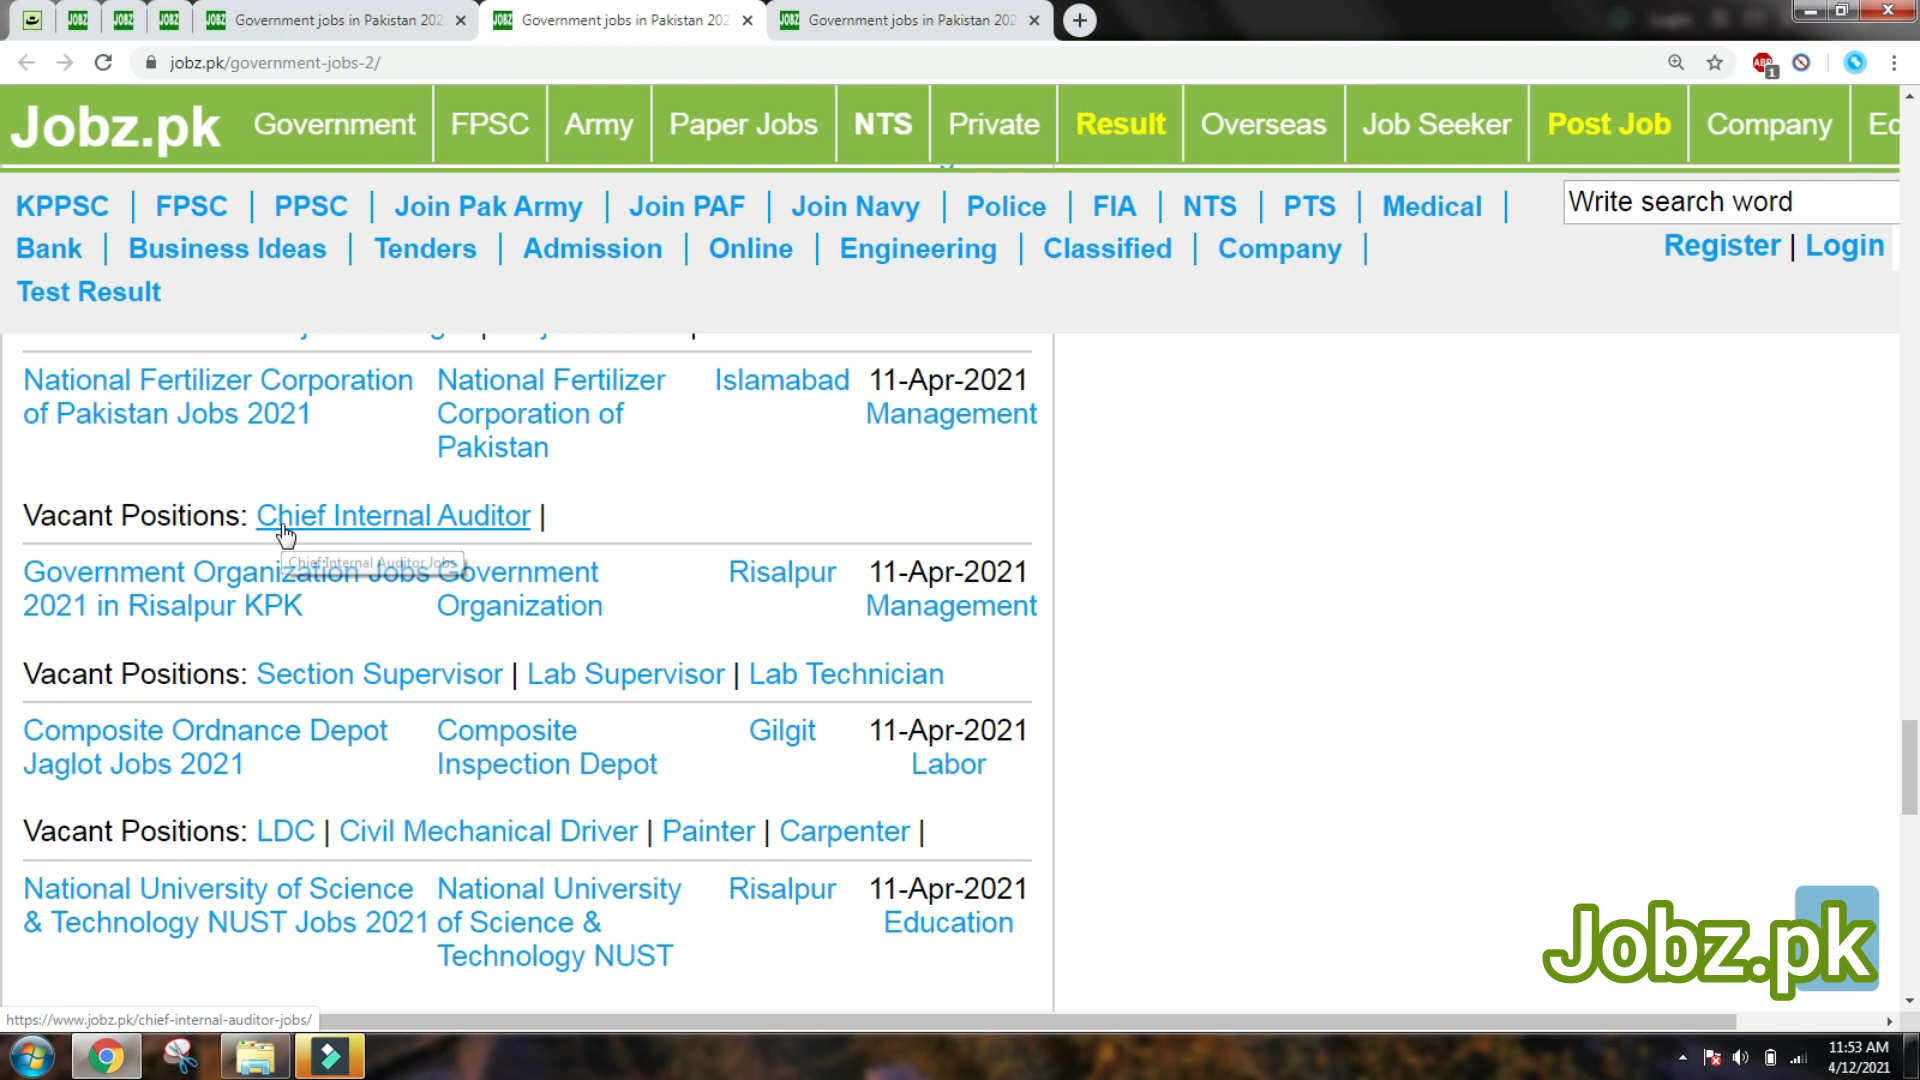 Government jobs in Pakistan 202
Government jobs in Pakistan 202
Government jobs in Pakistan 202
jobz.pk/government-jobs-2/
Jobz.pk Government FPSC Army Paper Jobs NTS Private Result Overseas Job Seeker Post Job Company Ed
KPPSC | FPSC | PPSC | Join Pak Army | Join PAF | Join Navy | Police | FIA | NTS | PTS | Medical |
Write search word
Bank | Business Ideas | Tenders | Admission | Online | Engineering | Classified | Company |
Register | Login
Test Result
National Fertilizer Corporation National Fertilizer Islamabad 11-Apr-2021
of Pakistan Jobs 2021 Corporation of Management
Pakistan
Vacant Positions: Chief Internal Auditor |
Chief Internal Auditor Jobs
Government Organization Jobs Government Risalpur 11-Apr-2021
2021 in Risalpur KPK Organization Management
Vacant Positions: Section Supervisor | Lab Supervisor | Lab Technician
Composite Ordnance Depot Composite Gilgit 11-Apr-2021
Jaglot Jobs 2021 Inspection Depot Labor
Vacant Positions: LDC | Civil Mechanical Driver | Painter | Carpenter |
National University of Science National University Risalpur 11-Apr-2021
& Technology NUST Jobs 2021 of Science & Education
Technology NUST
Jobz.pk
https://www.jobz.pk/chief-internal-auditor-jobs/
11:53 AM
4/12/2021